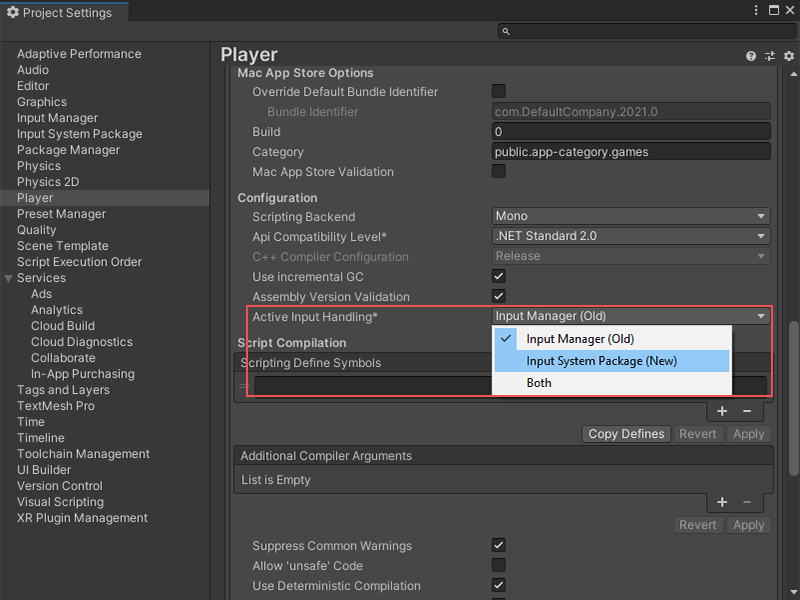 Project Settings
Adaptive Performance
Audio
Editor
Graphics
Input Manager
Input System Package
Package Manager
Physics
Physics 2D
Player
Preset Manager
Quality
Scene Template
Script Execution Order
Services
Ads
Analytics
Cloud Build
Cloud Diagnostics
Collaborate
In-App Purchasing
Tags and Layers
TextMesh Pro
Time
Timeline
Toolchain Management
UI Builder
Version Control
Visual Scripting
XR Plugin Management
Player
Mac App Store Options
Override Default Bundle Identifier
Bundle Identifier com.DefaultCompany.2021.0
Build 0
Category public.app-category.games
Mac App Store Validation
Configuration
Scripting Backend Mono
Api Compatibility Level* .NET Standard 2.0
C++ Compiler Configuration Release
Use incremental GC
Assembly Version Validation
Active Input Handling* Input Manager (Old)
Input Manager (Old)
Input System Package (New)
Both
Script Compilation
Scripting Define Symbols
+ −
Copy Defines Revert Apply
Additional Compiler Arguments
List is Empty
+ −
Revert Apply
Suppress Common Warnings
Allow 'unsafe' Code
Use Deterministic Compilation